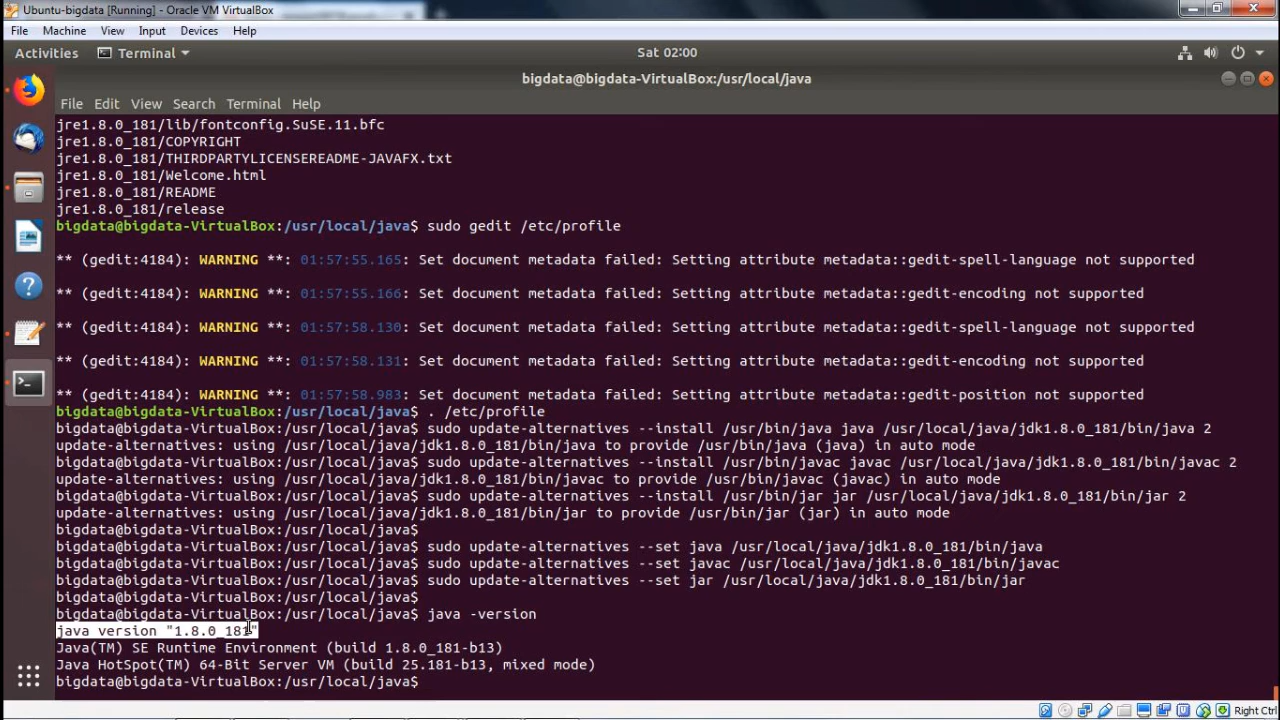 Ubuntu-bigdata [Running] - Oracle VM VirtualBox
File Machine View Input Devices Help
Activities Terminal Sat 02:00
bigdata@bigdata-VirtualBox:/usr/local/java
File Edit View Search Terminal Help
jre1.8.0_181/lib/fontconfig.SuSE.11.bfc
jre1.8.0_181/COPYRIGHT
jre1.8.0_181/THIRDPARTYLICENSEREADME-JAVAFX.txt
jre1.8.0_181/Welcome.html
jre1.8.0_181/README
jre1.8.0_181/release
bigdata@bigdata-VirtualBox:/usr/local/java$ sudo gedit /etc/profile
** (gedit:4184): WARNING **: 01:57:55.165: Set document metadata failed: Setting attribute metadata::gedit-spell-language not supported
** (gedit:4184): WARNING **: 01:57:55.166: Set document metadata failed: Setting attribute metadata::gedit-encoding not supported
** (gedit:4184): WARNING **: 01:57:58.130: Set document metadata failed: Setting attribute metadata::gedit-spell-language not supported
** (gedit:4184): WARNING **: 01:57:58.131: Set document metadata failed: Setting attribute metadata::gedit-encoding not supported
** (gedit:4184): WARNING **: 01:57:58.983: Set document metadata failed: Setting attribute metadata::gedit-position not supported
bigdata@bigdata-VirtualBox:/usr/local/java$ . /etc/profile
bigdata@bigdata-VirtualBox:/usr/local/java$ sudo update-alternatives --install /usr/bin/java java /usr/local/java/jdk1.8.0_181/bin/java 2
update-alternatives: using /usr/local/java/jdk1.8.0_181/bin/java to provide /usr/bin/java (java) in auto mode
bigdata@bigdata-VirtualBox:/usr/local/java$ sudo update-alternatives --install /usr/bin/javac javac /usr/local/java/jdk1.8.0_181/bin/javac 2
update-alternatives: using /usr/local/java/jdk1.8.0_181/bin/javac to provide /usr/bin/javac (javac) in auto mode
bigdata@bigdata-VirtualBox:/usr/local/java$ sudo update-alternatives --install /usr/bin/jar jar /usr/local/java/jdk1.8.0_181/bin/jar 2
update-alternatives: using /usr/local/java/jdk1.8.0_181/bin/jar to provide /usr/bin/jar (jar) in auto mode
bigdata@bigdata-VirtualBox:/usr/local/java$
bigdata@bigdata-VirtualBox:/usr/local/java$ sudo update-alternatives --set java /usr/local/java/jdk1.8.0_181/bin/java
bigdata@bigdata-VirtualBox:/usr/local/java$ sudo update-alternatives --set javac /usr/local/java/jdk1.8.0_181/bin/javac
bigdata@bigdata-VirtualBox:/usr/local/java$ sudo update-alternatives --set jar /usr/local/java/jdk1.8.0_181/bin/jar
bigdata@bigdata-VirtualBox:/usr/local/java$
bigdata@bigdata-VirtualBox:/usr/local/java$ java -version
java version "1.8.0_181"
Java(TM) SE Runtime Environment (build 1.8.0_181-b13)
Java HotSpot(TM) 64-Bit Server VM (build 25.181-b13, mixed mode)
bigdata@bigdata-VirtualBox:/usr/local/java$
Right Ctrl